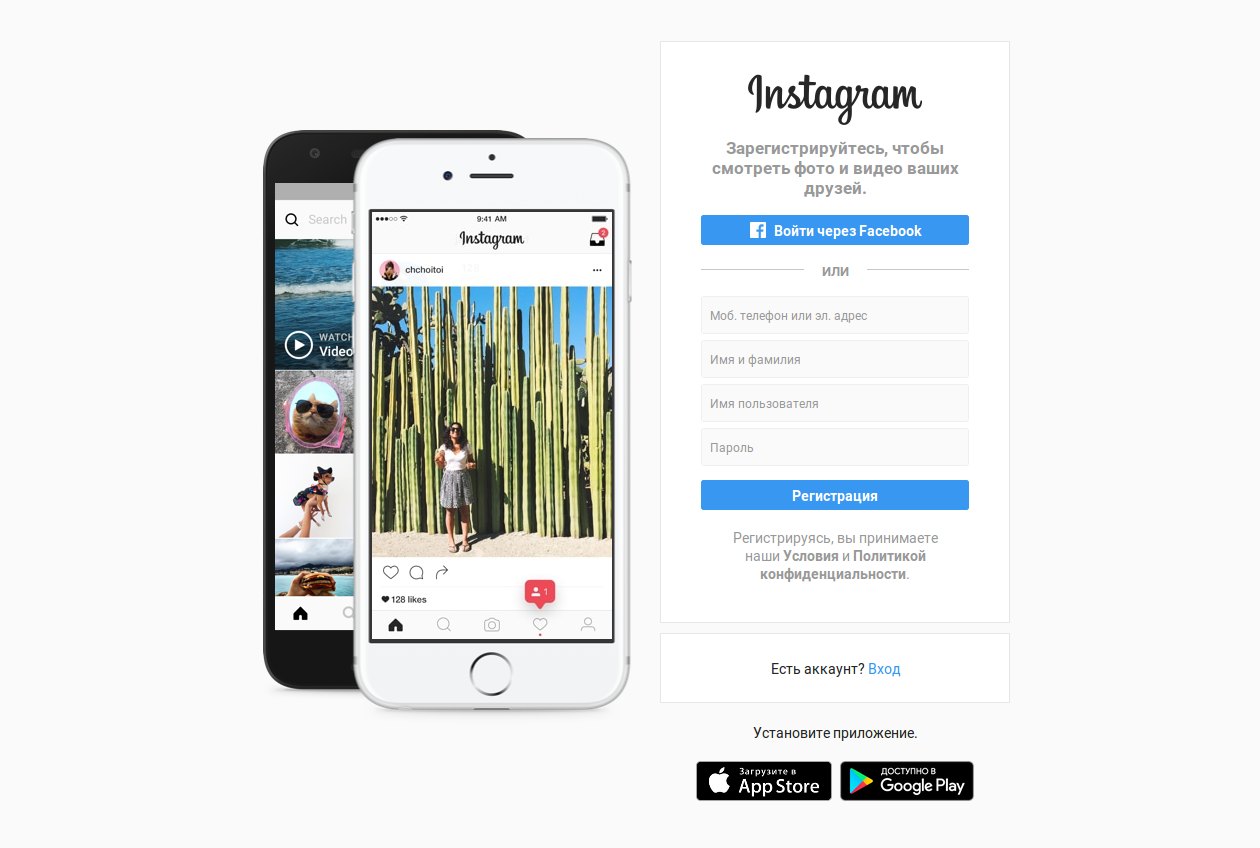 Search
WATCH
Video
9:41 AM
Instagram
2
chchoitoi
1
128 likes
Instagram
Зарегистрируйтесь, чтобы
смотреть фото и видео ваших
друзей.
Войти через Facebook
ИЛИ
Моб. телефон или эл. адрес
Имя и фамилия
Имя пользователя
Пароль
Регистрация
Регистрируясь, вы принимаете
наши Условия и Политикой
конфиденциальности.
Есть аккаунт? Вход
Установите приложение.
Загрузите в
App Store
ДОСТУПНО В
Google Play